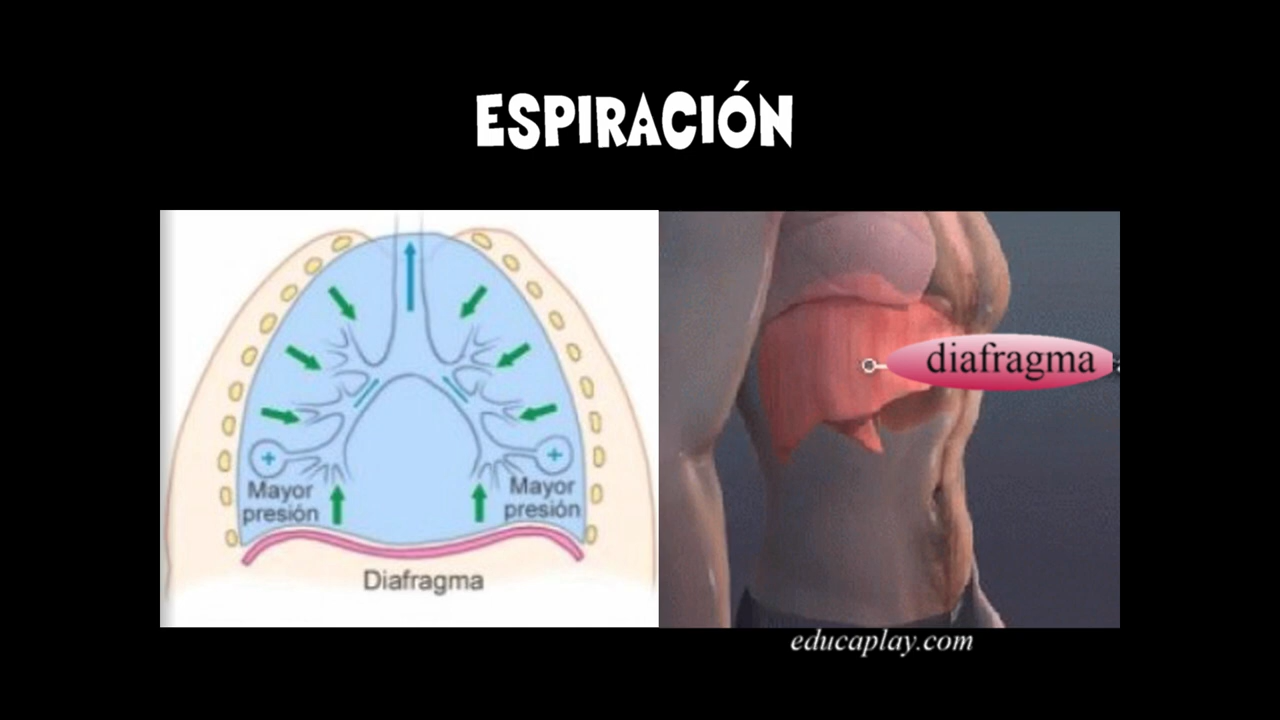 ESPIRACIÓN
Mayor
presión
Mayor
presión
Diafragma
diafragma
educaplay.com